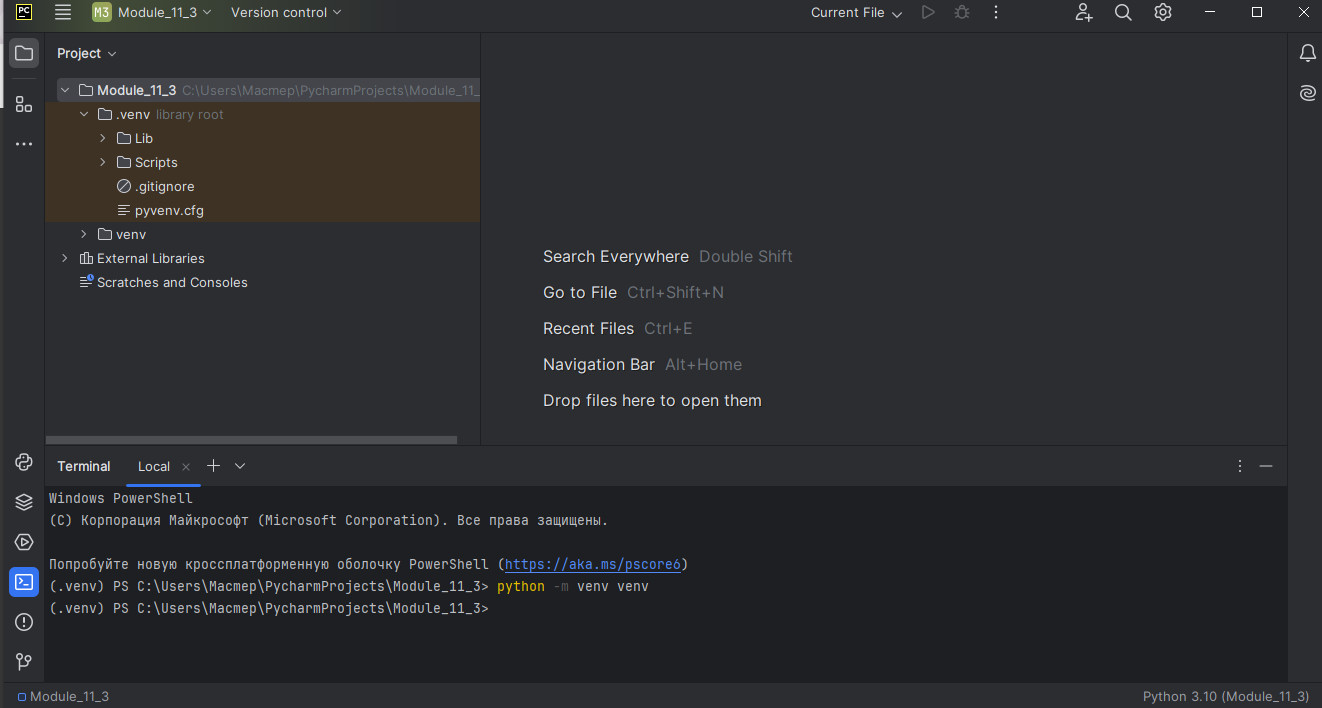 PC M3 Module_11_3 Version control Current File
Project
Module_11_3 C:\Users\Мастер\PycharmProjects\Module_11_
.venv library root
Lib
Scripts
.gitignore
pyvenv.cfg
venv
External Libraries
Scratches and Consoles
Search Everywhere Double Shift
Go to File Ctrl+Shift+N
Recent Files Ctrl+E
Navigation Bar Alt+Home
Drop files here to open them
Terminal Local
Windows PowerShell
(C) Корпорация Майкрософт (Microsoft Corporation). Все права защищены.
Попробуйте новую кроссплатформенную оболочку PowerShell (https://aka.ms/pscore6)
(.venv) PS C:\Users\Мастер\PycharmProjects\Module_11_3> python -m venv venv
(.venv) PS C:\Users\Мастер\PycharmProjects\Module_11_3>
Module_11_3 Python 3.10 (Module_11_3)